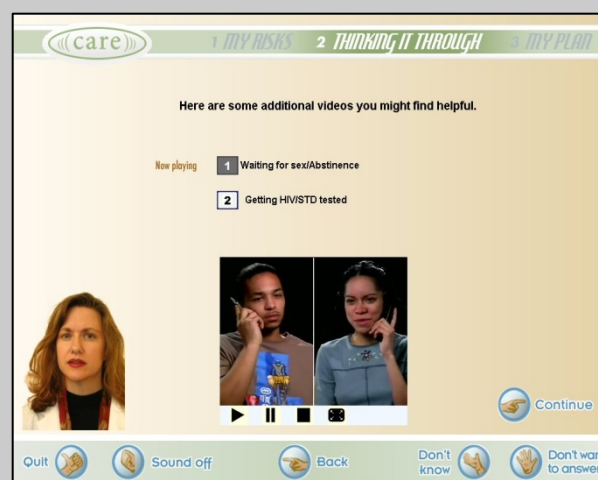 ((care))
1 MY RISKS 2 THINKING IT THROUGH 3 MY PLAN
Here are some additional videos you might find helpful.
Now playing 1 Waiting for sex/Abstinence
2 Getting HIV/STD tested
Continue
Quit Sound off Back Don't know Don't wan
to answer